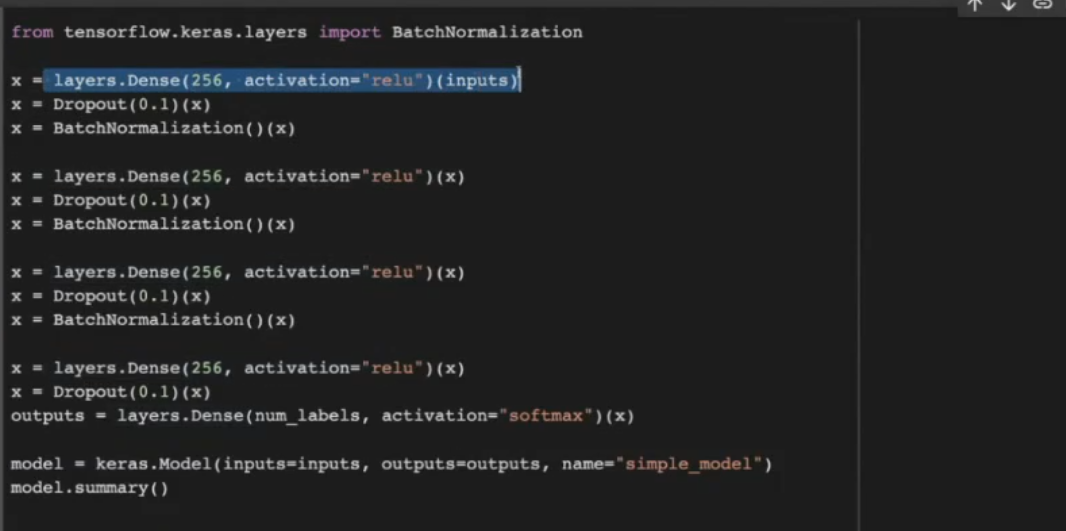 from tensorflow.keras.layers import BatchNormalization
x = layers.Dense(256, activation="relu")(inputs)
x = Dropout(0.1)(x)
x = BatchNormalization()(x)
x = layers.Dense(256, activation="relu")(x)
x = Dropout(0.1)(x)
x = BatchNormalization()(x)
x = layers.Dense(256, activation="relu")(x)
x = Dropout(0.1)(x)
x = BatchNormalization()(x)
x = layers.Dense(256, activation="relu")(x)
x = Dropout(0.1)(x)
outputs = layers.Dense(num_labels, activation="softmax")(x)
model = keras.Model(inputs=inputs, outputs=outputs, name="simple_model")
model.summary()